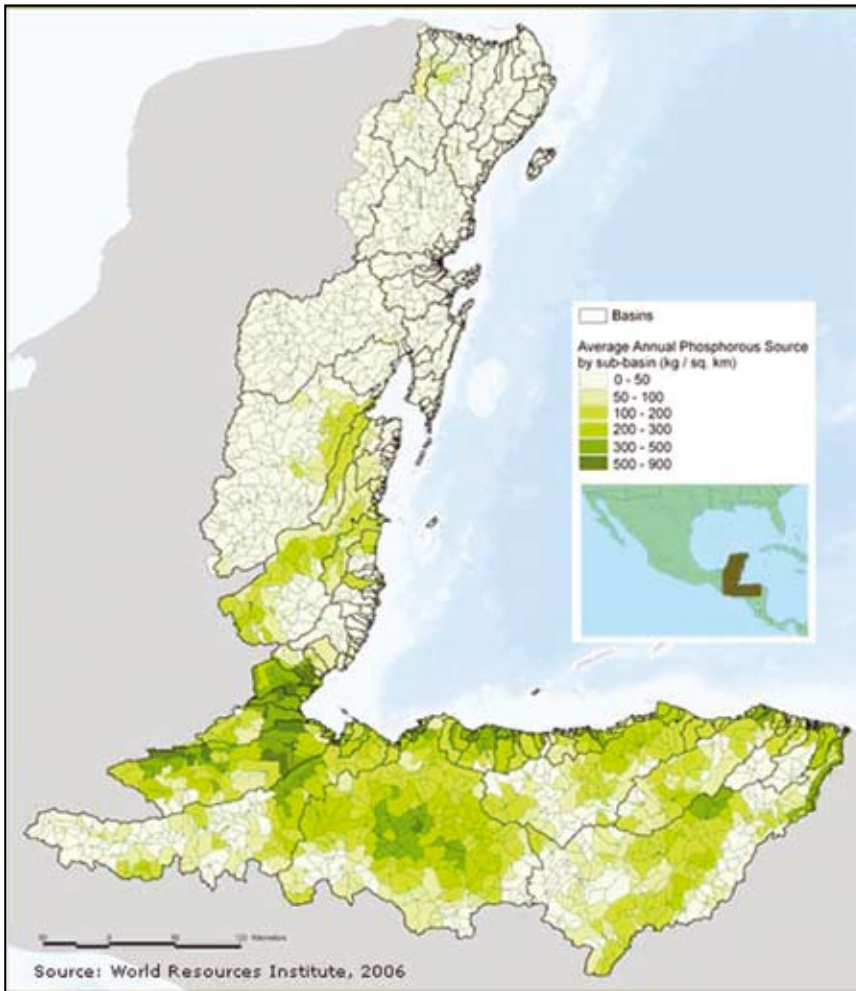 Basins
Average Annual Phosphorous Source
by sub-basin (kg / sq. km)
0 - 50
50 - 100
100 - 200
200 - 300
300 - 500
500 - 900
Kilometers
Source: World Resources Institute, 2006